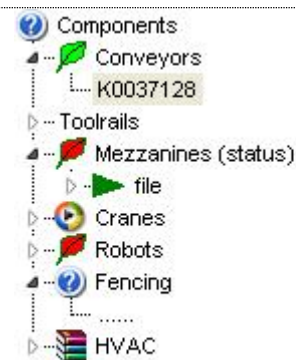 Components
Conveyors
K0037128
Toolrails
Mezzanines (status)
file
Cranes
Robots
Fencing
......
HVAC